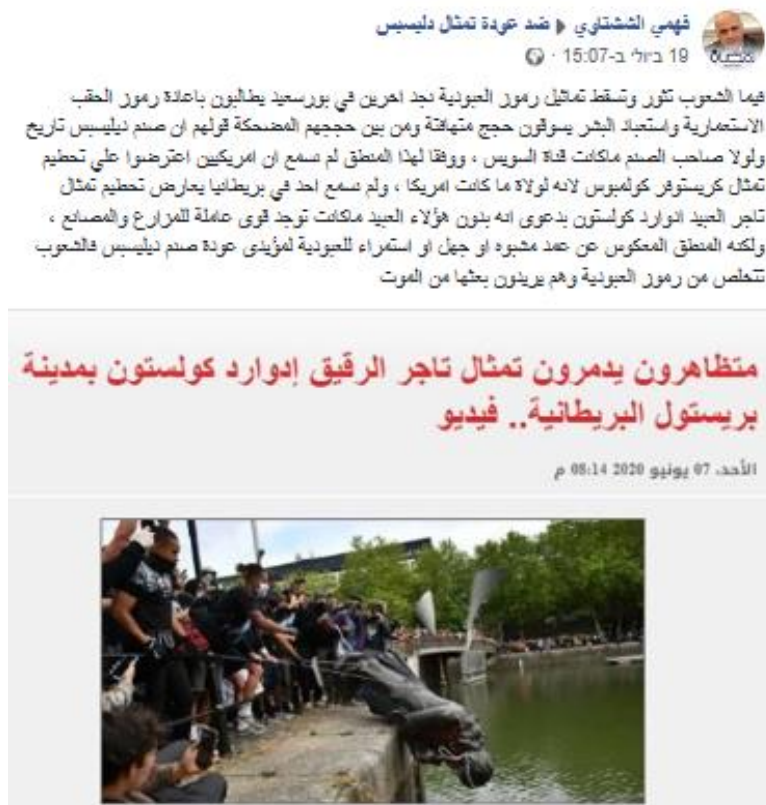 فهمي الششتاوي ◂ ضد عودة تمثال دليسبس
19 ביולי ב-15:07 ·
فيما الشعوب تثور وتسقط تماثيل رموز العبودية نجد اخرين في بورسعيد يطالبون باعادة رموز الحقب
الاستعمارية واستعباد البشر يسوقون حجج متهافتة ومن بين حججهم المضحكة قولهم ان صنم ديليسبس تاريخ
ولولا صاحب الصنم ماكانت قناة السويس ، ووفقا لهذا المنطق لم نسمع ان امريكيين اعترضوا علي تحطيم
تمثال كريستوفر كولمبوس لانه لولاة ما كانت امريكا ، ولم نسمع احد في بريطانيا يعارض تحطيم تمثال
تاجر العبيد ادوارد كولستون بدعوى انه بدون هؤلاء العبيد ماكانت توجد قوى عاملة للمزارع والمصانع ،
ولكنه المنطق المعكوس عن عمد مشبوه او جهل او استمراء للعبودية لمؤيدى عودة صنم ديليسبس فالشعوب
تتخلص من رموز العبودية وهم يريدون بعثها من الموت
متظاهرون يدمرون تمثال تاجر الرقيق إدوارد كولستون بمدينة
بريستول البريطانية.. فيديو
الأحد، 07 يونيو 2020 08:14 م